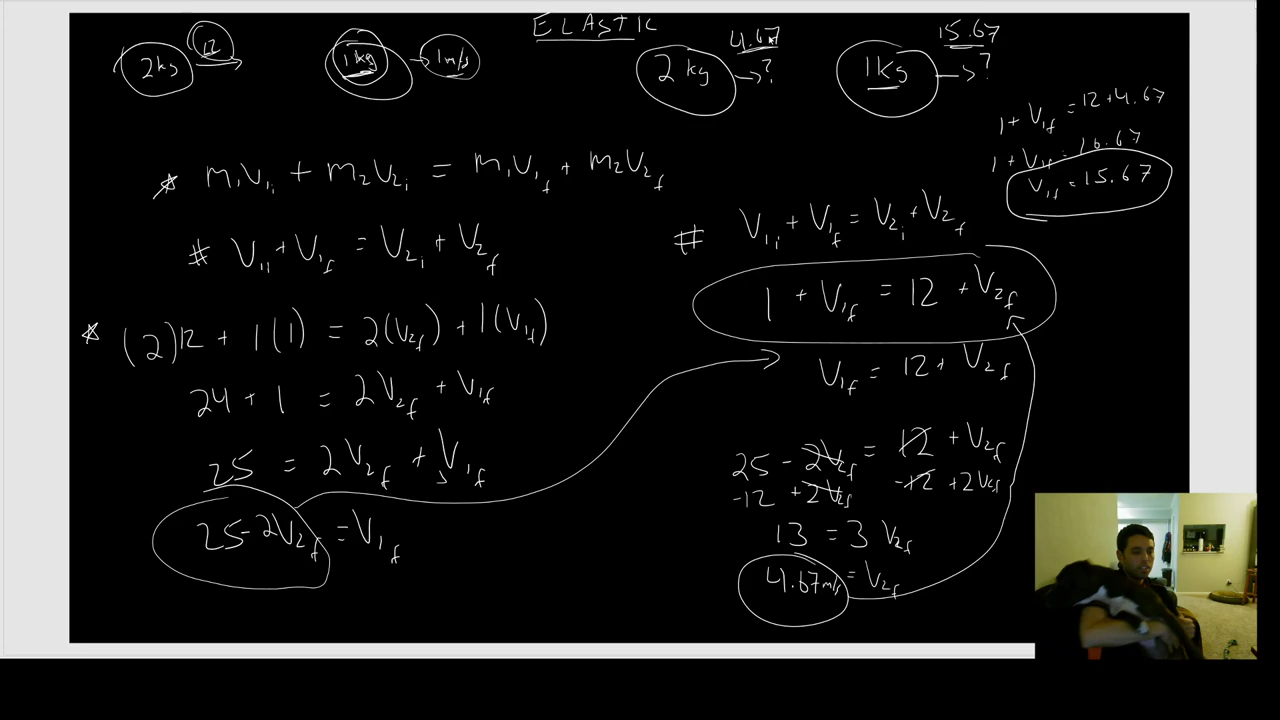 ELASTIC
2kg 12 1kg → 1m/s
2 kg → ? 4.67 1kg → ? 15.67
1 + V1f = 12 + 4.67
1 + V1f = 16.67
V1f = 15.67
* m1V1i + m2V2i = m1V1f + m2V2f
# V1i + V1f = V2i + V2f
* (2)12 + 1(1) = 2(V2f) + 1(V1f)
24 + 1 = 2V2f + V1f
25 = 2V2f + V1f
25 - 2V2f = V1f
# V1i + V1f = V2i + V2f
1 + V1f = 12 + V2f
V1f = 12 + V2f
25 - 2V2f = 12 + V2f
-12 + 2V2f -12 + 2V2f
13 = 3 V2f
4.67 m/s = V2f